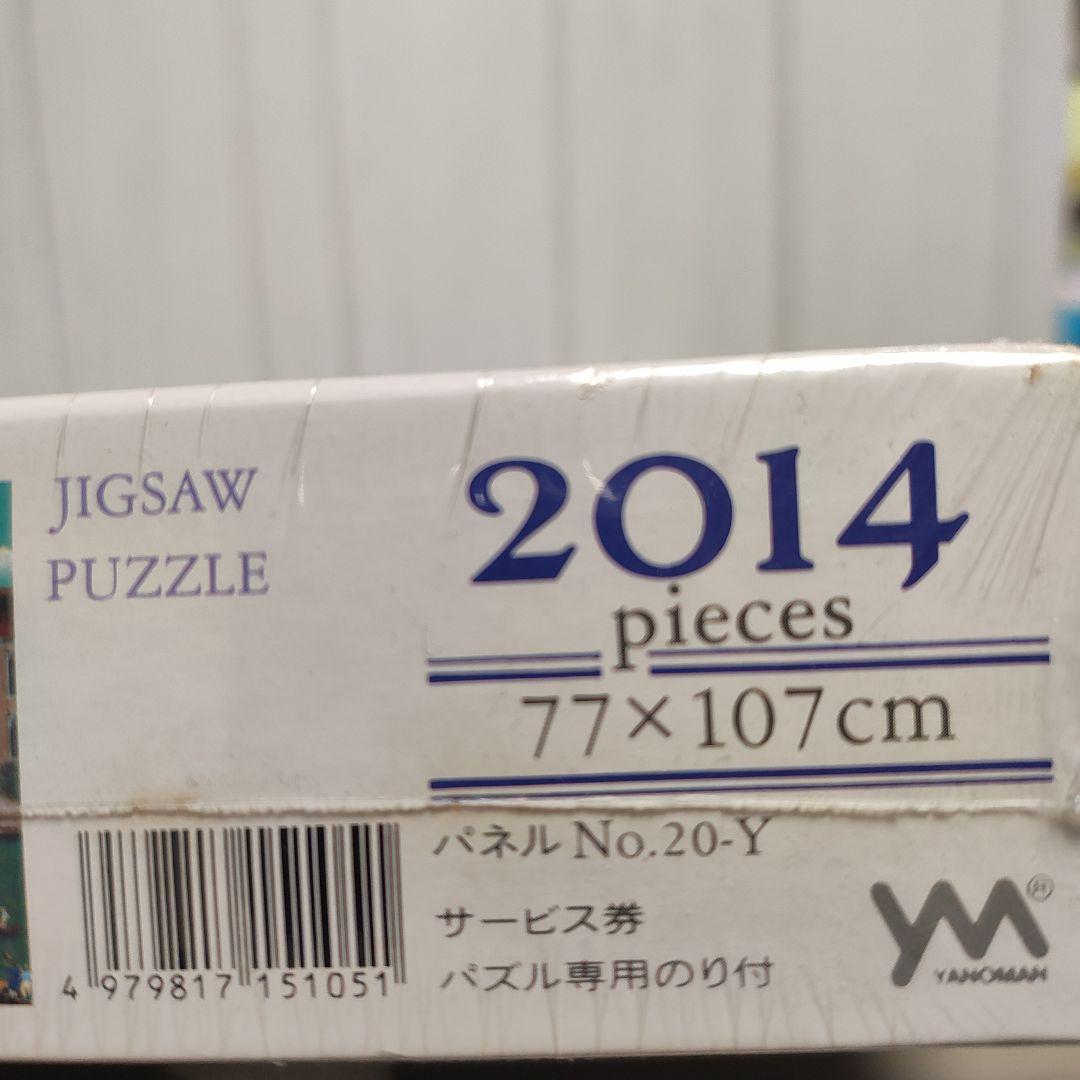 JIGSAW
PUZZLE
2014
pieces
77×107cm
パネル No.20-Y
サービス券
パズル専用のり付
4 979817 151051
YM®
YANOMAN